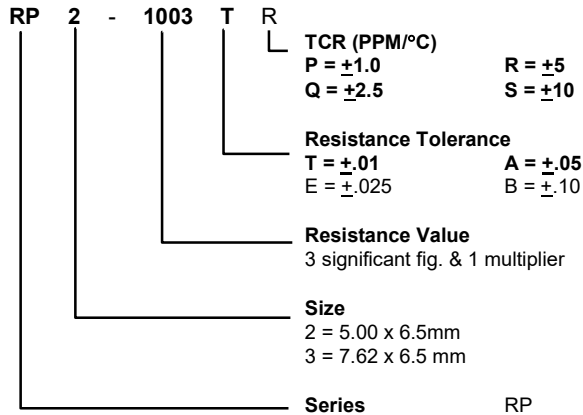 RP 2 - 1003 T R
TCR (PPM/°C)
P = ±1.0 R = ±5
Q = ±2.5 S = ±10
Resistance Tolerance
T = ±.01 A = ±.05
E = ±.025 B = ±.10
Resistance Value
3 significant fig. & 1 multiplier
Size
2 = 5.00 x 6.5mm
3 = 7.62 x 6.5 mm
Series RP